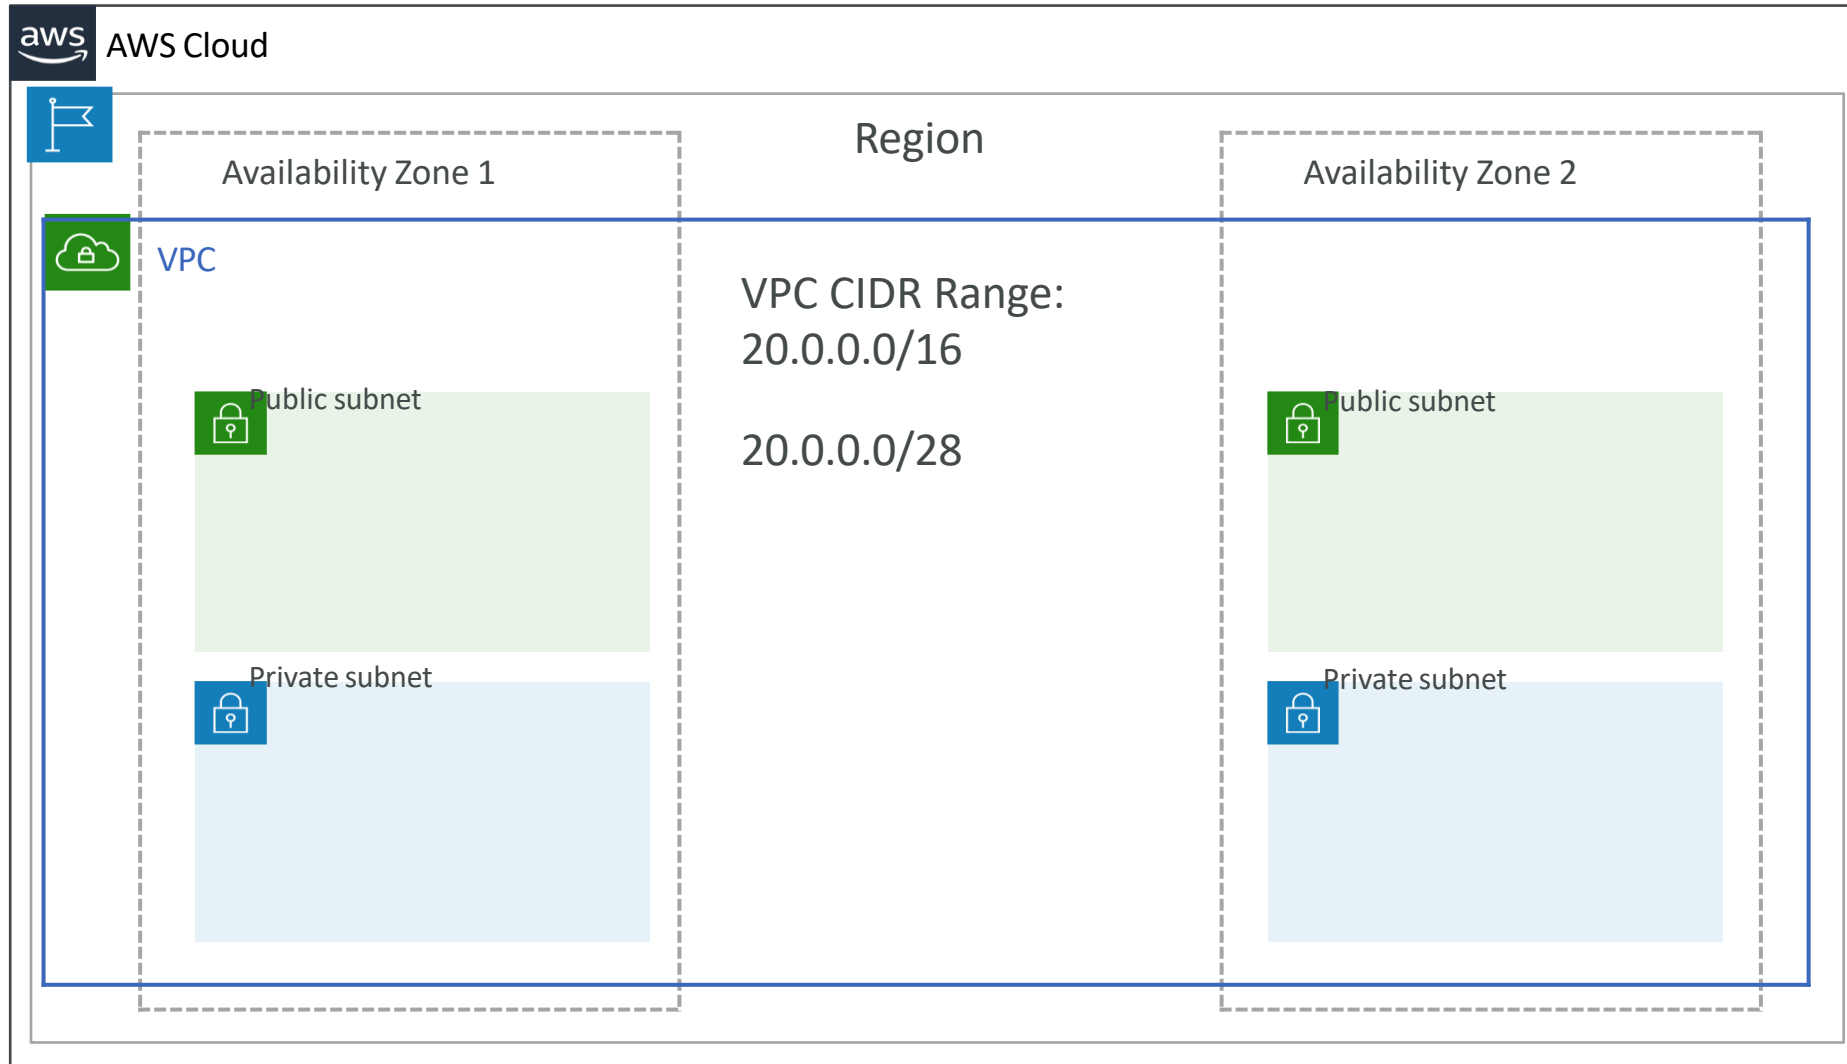 aws
AWS Cloud
Region
Availability Zone 1
Availability Zone 2
VPC
VPC CIDR Range:
20.0.0.0/16
20.0.0.0/28
Public subnet
Public subnet
Private subnet
Private subnet